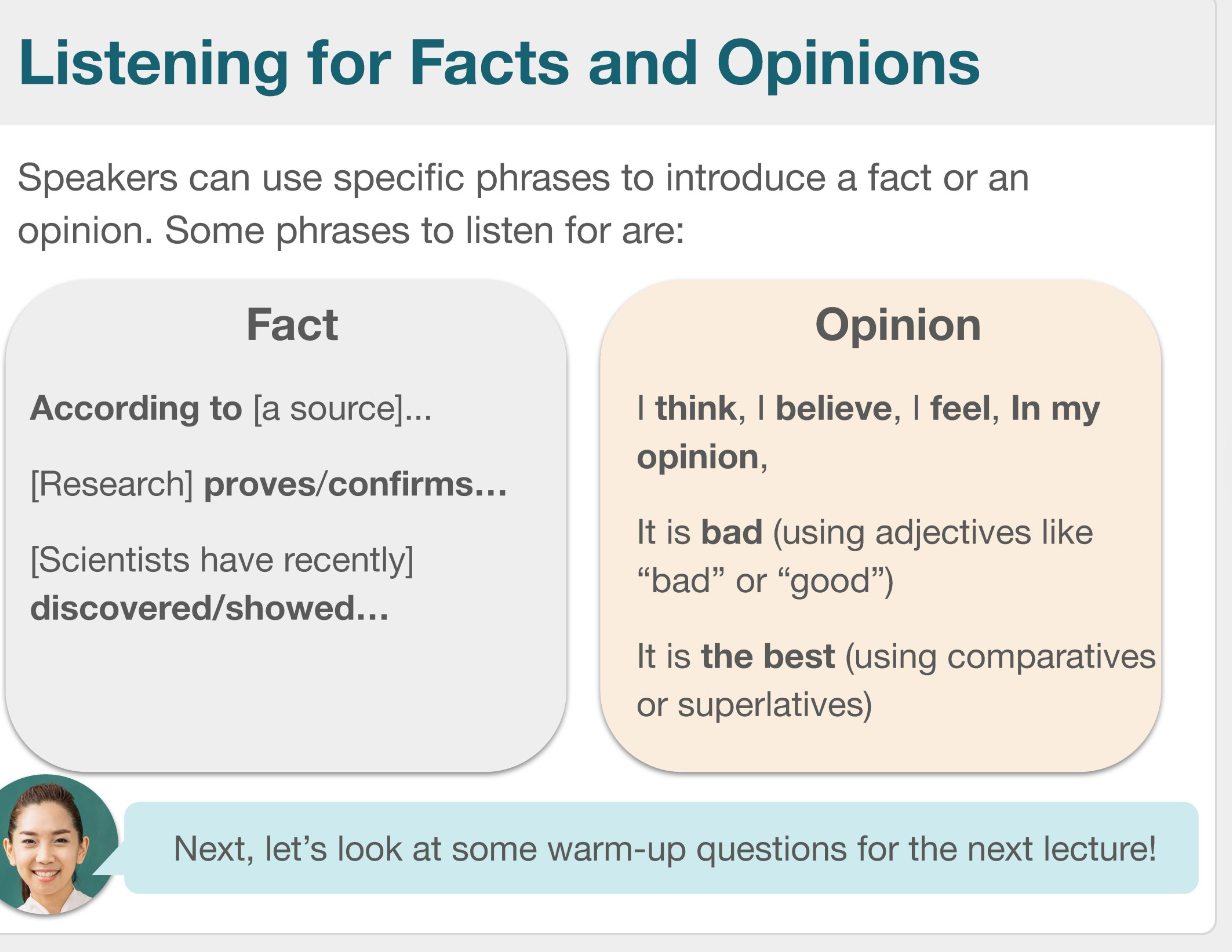 Listening for Facts and Opinions
Speakers can use specific phrases to introduce a fact or an
opinion. Some phrases to listen for are:
Fact
According to [a source]...
[Research] proves/confirms...
[Scientists have recently]
discovered/showed...
Opinion
I think, I believe, I feel, In my
opinion,
It is bad (using adjectives like
“bad” or “good”)
It is the best (using comparatives
or superlatives)
Next, let’s look at some warm-up questions for the next lecture!